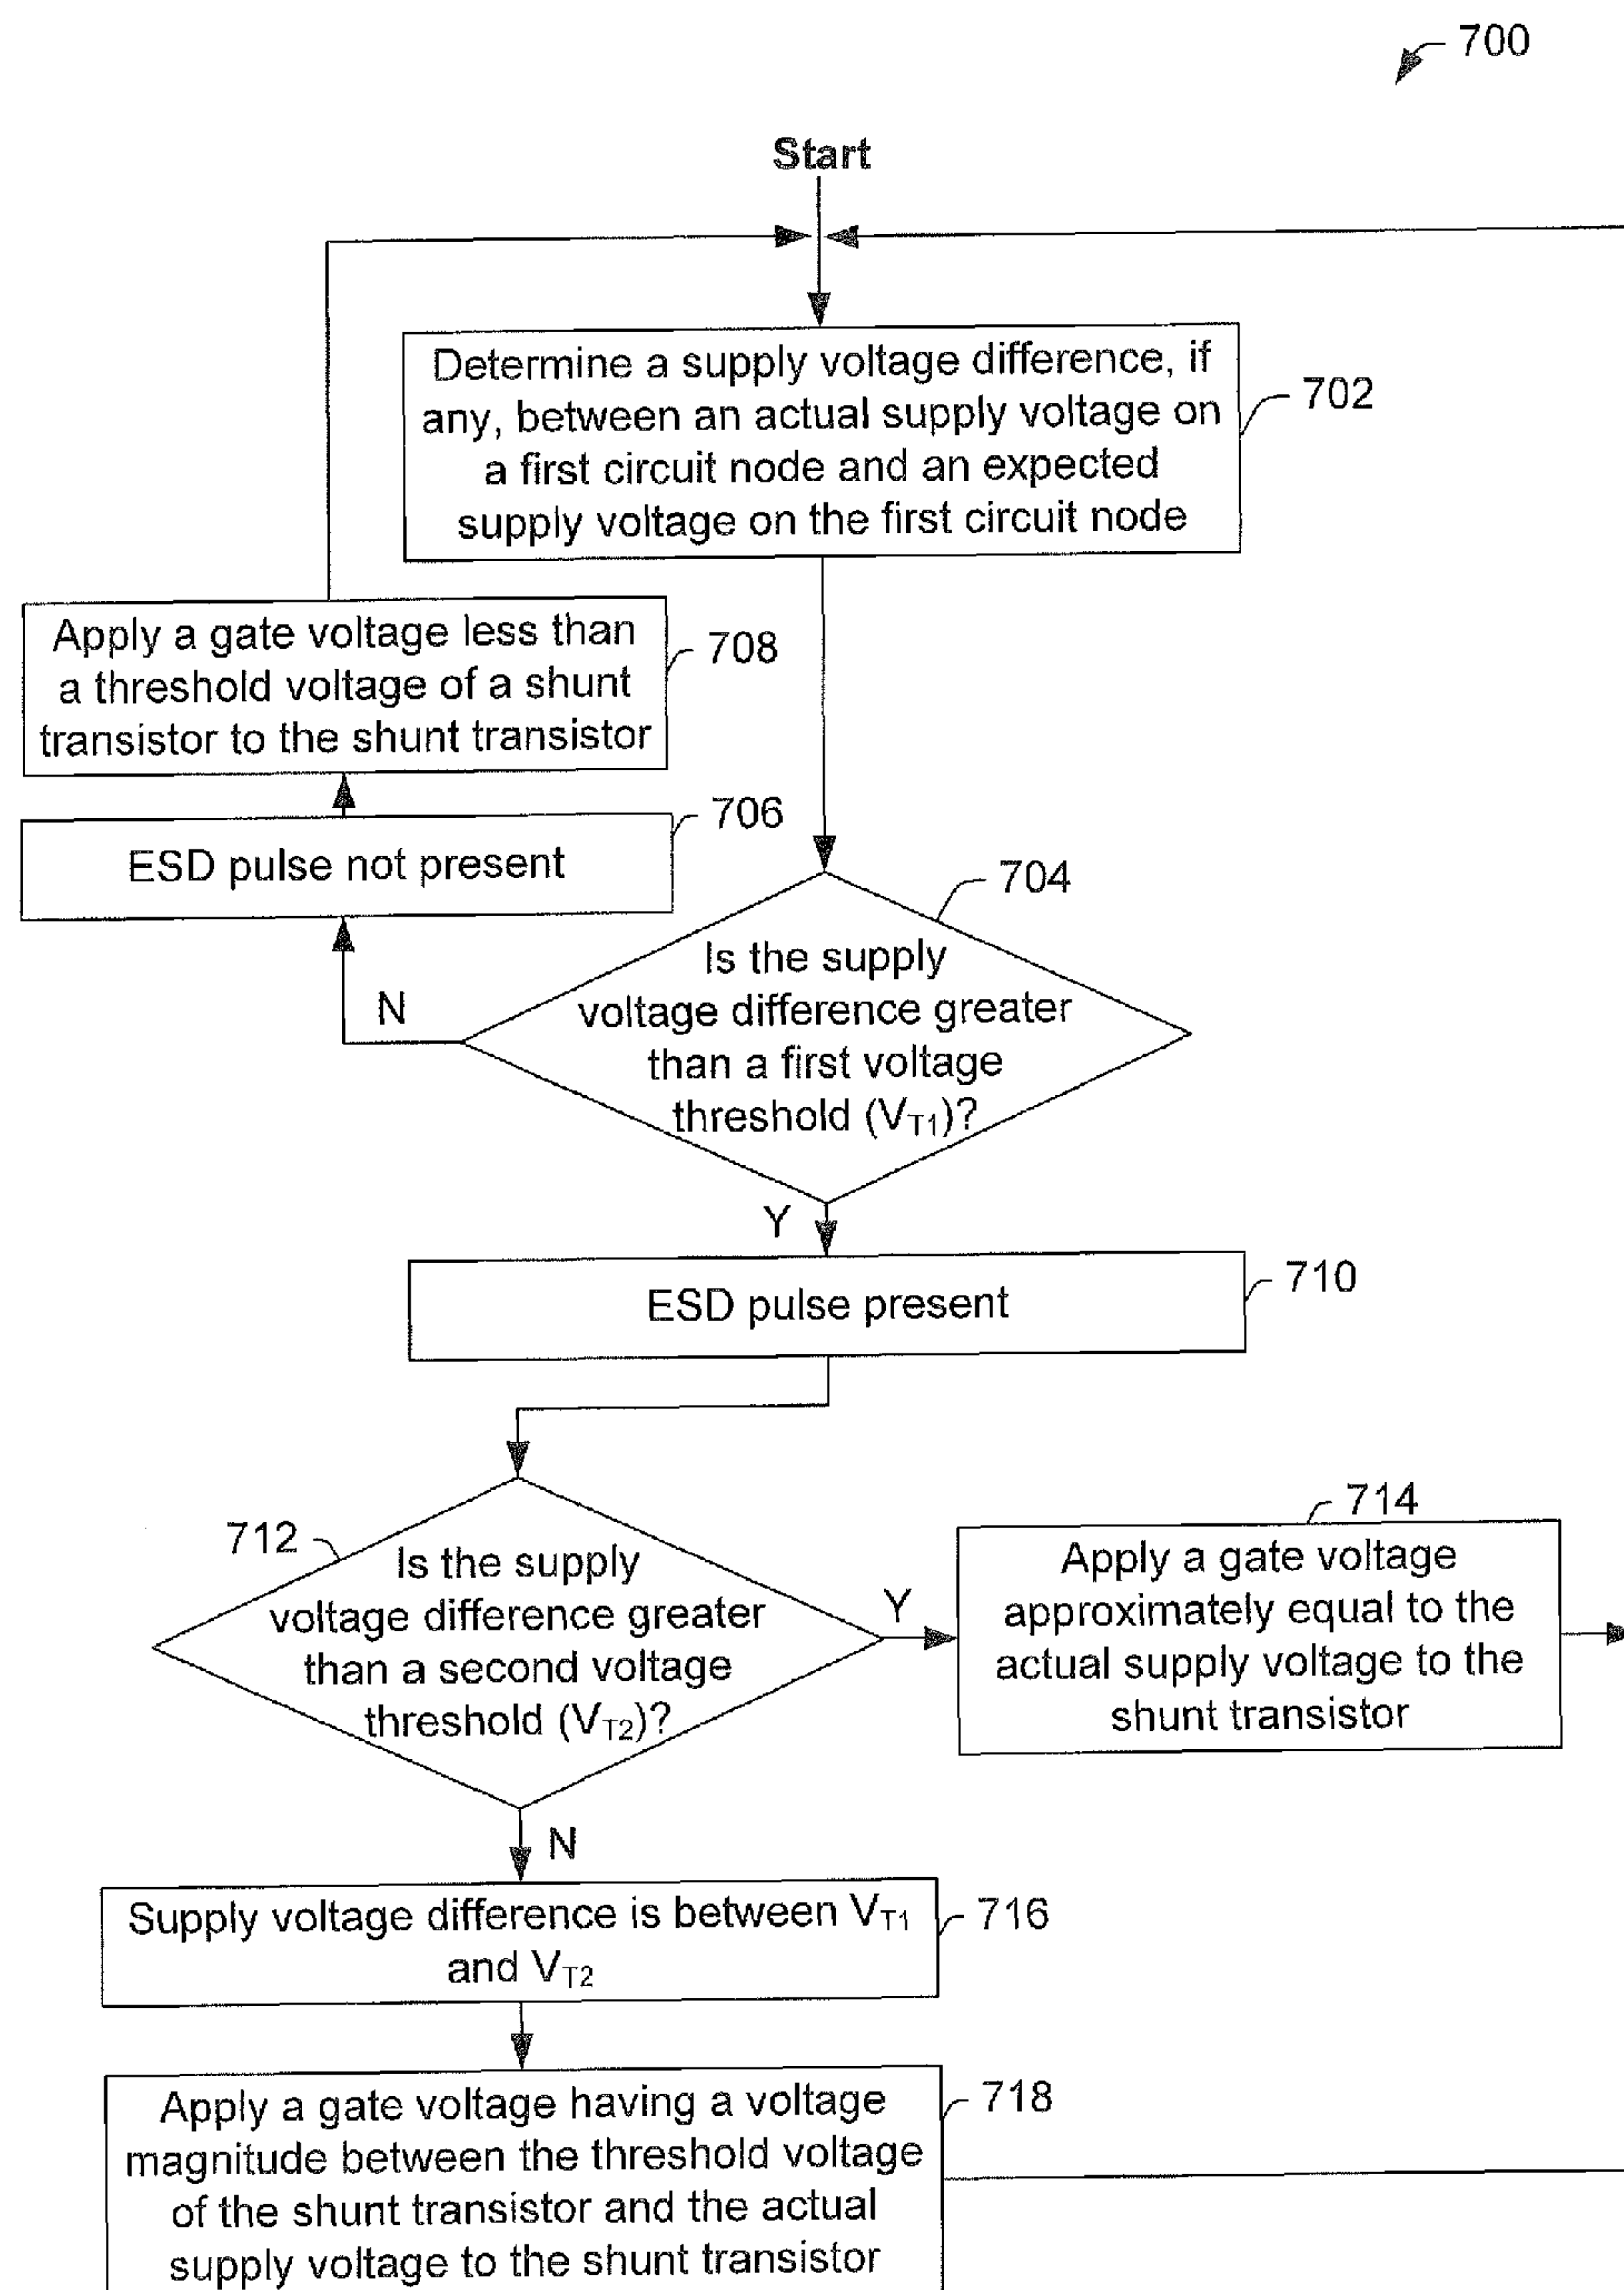 700
Start
Determine a supply voltage difference, if
any, between an actual supply voltage on
a first circuit node and an expected
supply voltage on the first circuit node
702
Apply a gate voltage less than
a threshold voltage of a shunt
transistor to the shunt transistor
708
706
ESD pulse not present
704
Is the supply
voltage difference greater
than a first voltage
threshold (VT1)?
N
Y
ESD pulse present
710
712
Is the supply
voltage difference greater
than a second voltage
threshold (VT2)?
Y
714
Apply a gate voltage
approximately equal to the
actual supply voltage to the
shunt transistor
N
Supply voltage difference is between VT1
and VT2
716
Apply a gate voltage having a voltage
magnitude between the threshold voltage
of the shunt transistor and the actual
supply voltage to the shunt transistor
718